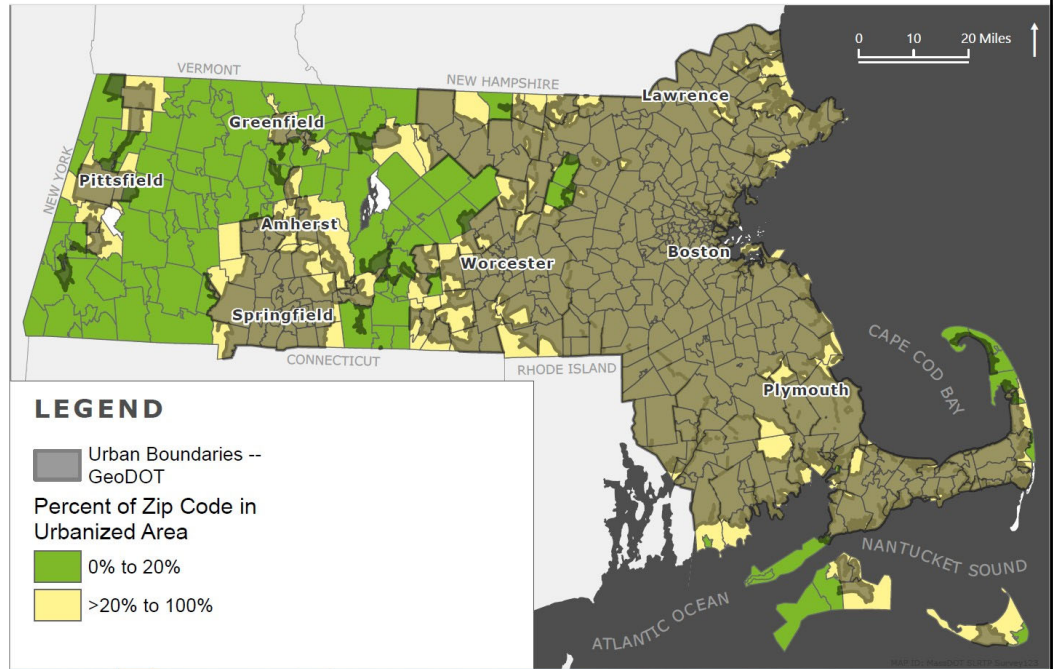 0 10 20 Miles
VERMONT
NEW HAMPSHIRE
Lawrence
Greenfield
NEW YORK
Pittsfield
Amherst
Boston
Worcester
Springfield
CONNECTICUT
RHODE ISLAND
CAPE COD BAY
Plymouth
LEGEND
Urban Boundaries --
GeoDOT
Percent of Zip Code in
Urbanized Area
0% to 20%
>20% to 100%
NANTUCKET SOUND
ATLANTIC OCEAN